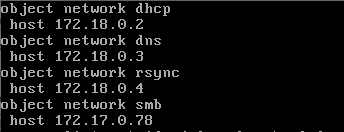 object network dhcp
 host 172.18.0.2
object network dns
 host 172.18.0.3
object network rsync
 host 172.18.0.4
object network smb
 host 172.17.0.78